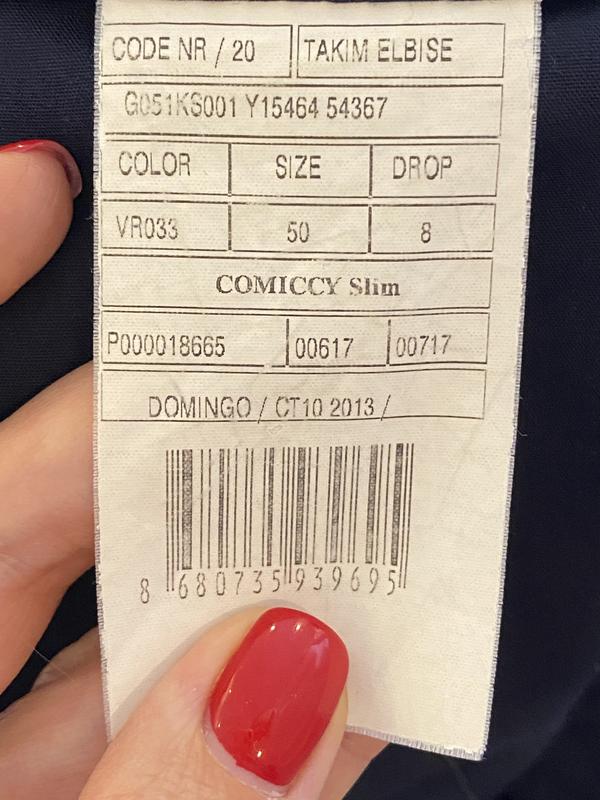 CODE NR / 20 TAKIM ELBISE
G051KS001 Y15464 54367
COLOR SIZE DROP
VR033 50 8
COMICCY Slim
P000018665 00617 00717
DOMINGO / CT10 2013 /
8 680735 939695